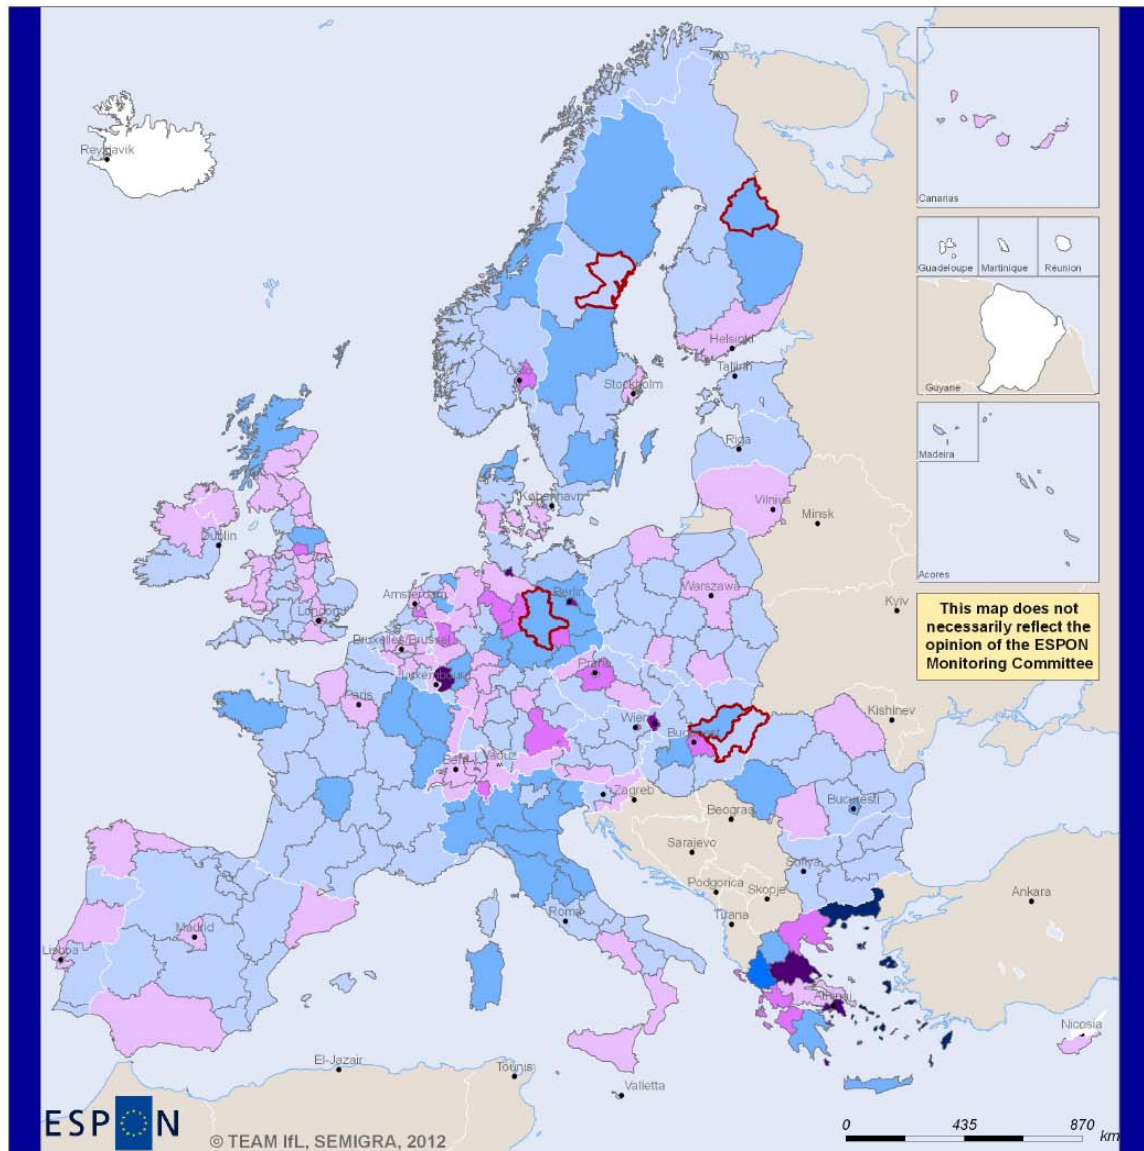 Reykjavik
Canarias
Guadeloupe
Martinique
Réunion
Helsinki
Oslo
Tallinn
Guyane
Stockholm
Riga
Madeira
København
Vilnius
Minsk
Dublin
Acores
Amsterdam
Berlin
Warszawa
London
Kyiv
This map does not
necessarily reflect the
opinion of the ESPON
Monitoring Committee
Bruxelles/Brussel
Luxembourg
Praha
Paris
Kishinev
Wien
Budapest
Bern
Vaduz
Zagreb
Bucuresti
Beograd
Sarajevo
Sofiya
Podgorica
Skopje
Ankara
Roma
Tirana
Madrid
Lisboa
Athinai
Nicosia
El-Jazair
Tounis
Valletta
ESPON
© TEAM IfL, SEMIGRA, 2012
0 435 870
km